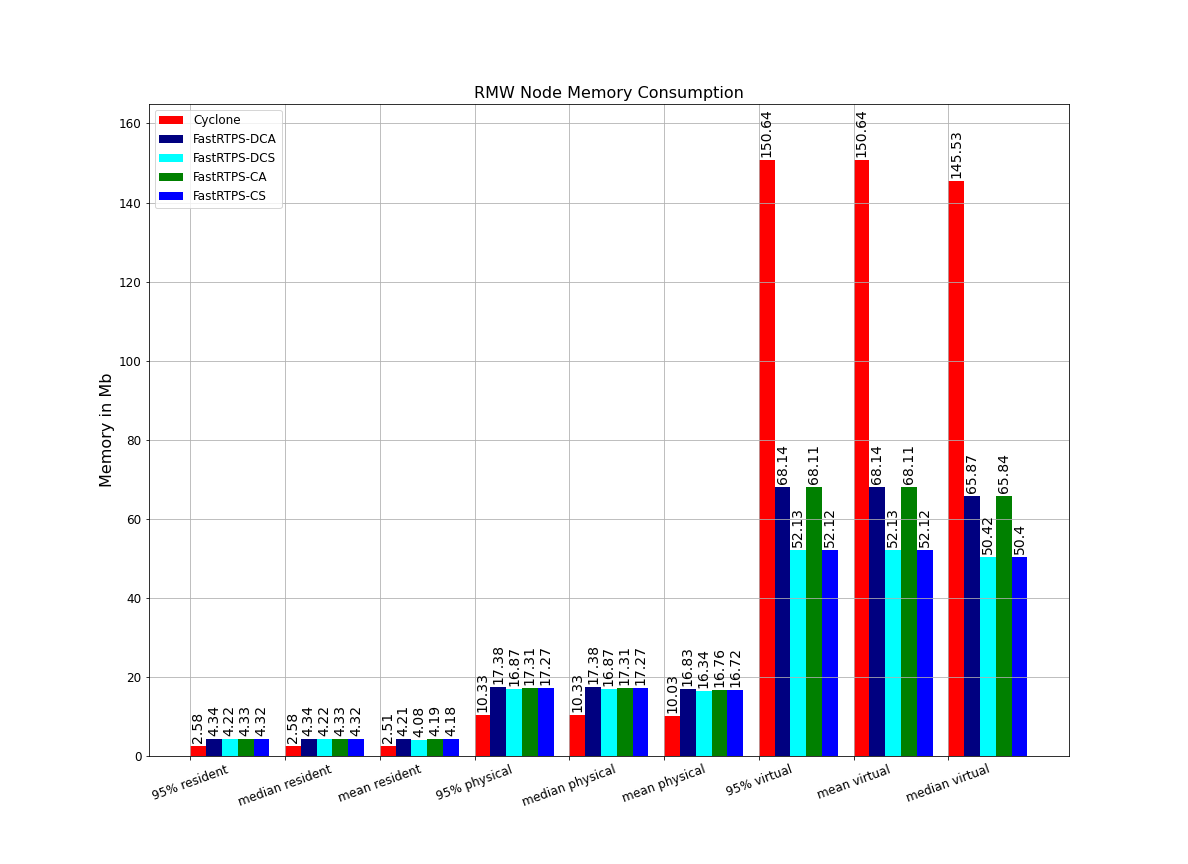 RMW Node Memory Consumption
Cyclone
FastRTPS-DCA
FastRTPS-DCS
FastRTPS-CA
FastRTPS-CS
Memory in Mb
160
140
120
100
80
60
40
20
0
2.58 4.34 4.22 4.33 4.32
2.58 4.34 4.22 4.33 4.32
2.51 4.21 4.08 4.19 4.18
10.33 17.38 16.87 17.31 17.27
10.33 17.38 16.87 17.31 17.27
10.03 16.83 16.34 16.76 16.72
150.64 68.14 52.13 68.11 52.12
150.64 68.14 52.13 68.11 52.12
145.53 65.87 50.42 65.84 50.4
95% resident
median resident
mean resident
95% physical
median physical
mean physical
95% virtual
mean virtual
median virtual